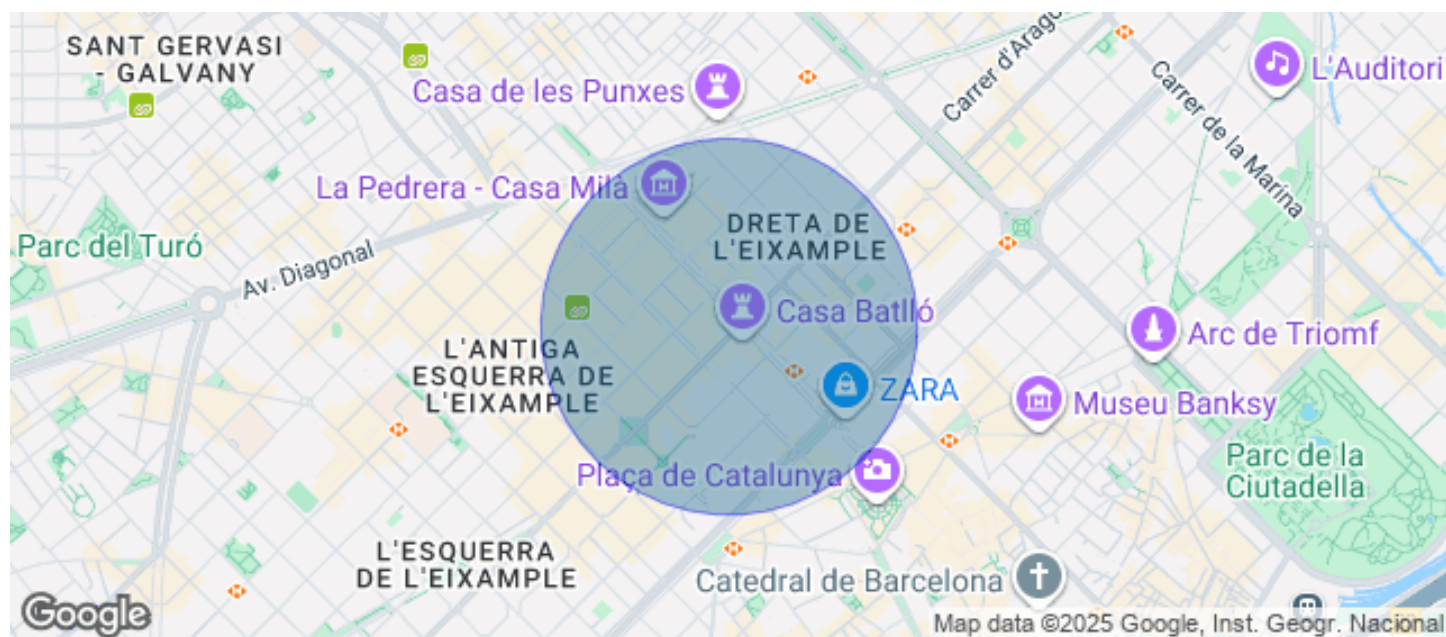 SANT GERVASI
- GALVANY
Casa de les Punxes
Carrer d'Arago
L'Auditori
Carrer de la Marina
La Pedrera - Casa Milà
DRETA DE
L'EIXAMPLE
Parc del Turó
Av. Diagonal
Casa Batlló
Arc de Triomf
L'ANTIGA
ESQUERRA DE
L'EIXAMPLE
ZARA
Museu Banksy
Plaça de Catalunya
Parc de la
Ciutadella
L'ESQUERRA
DE L'EIXAMPLE
Catedral de Barcelona
Google
Map data ©2025 Google, Inst. Geogr. Nacional